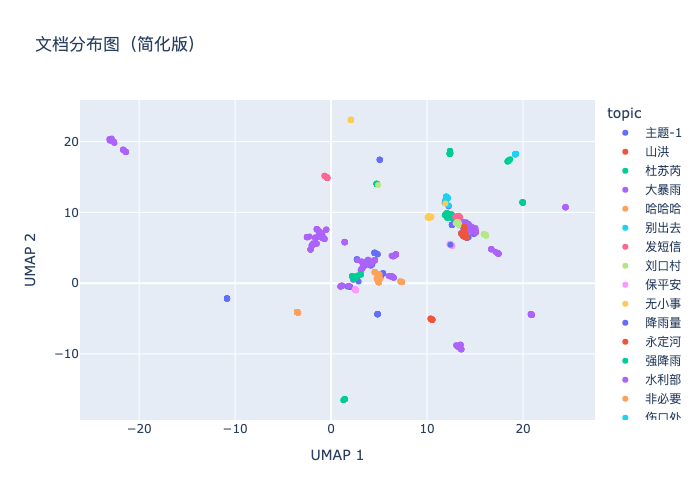 文档分布图（简化版）
topic
主题-1
山洪
杜苏芮
大暴雨
哈哈哈
别出去
发短信
刘口村
保平安
无小事
降雨量
永定河
强降雨
水利部
非必要
伤口处
UMAP 2
20
10
0
−10
−20
−10
0
10
20
UMAP 1